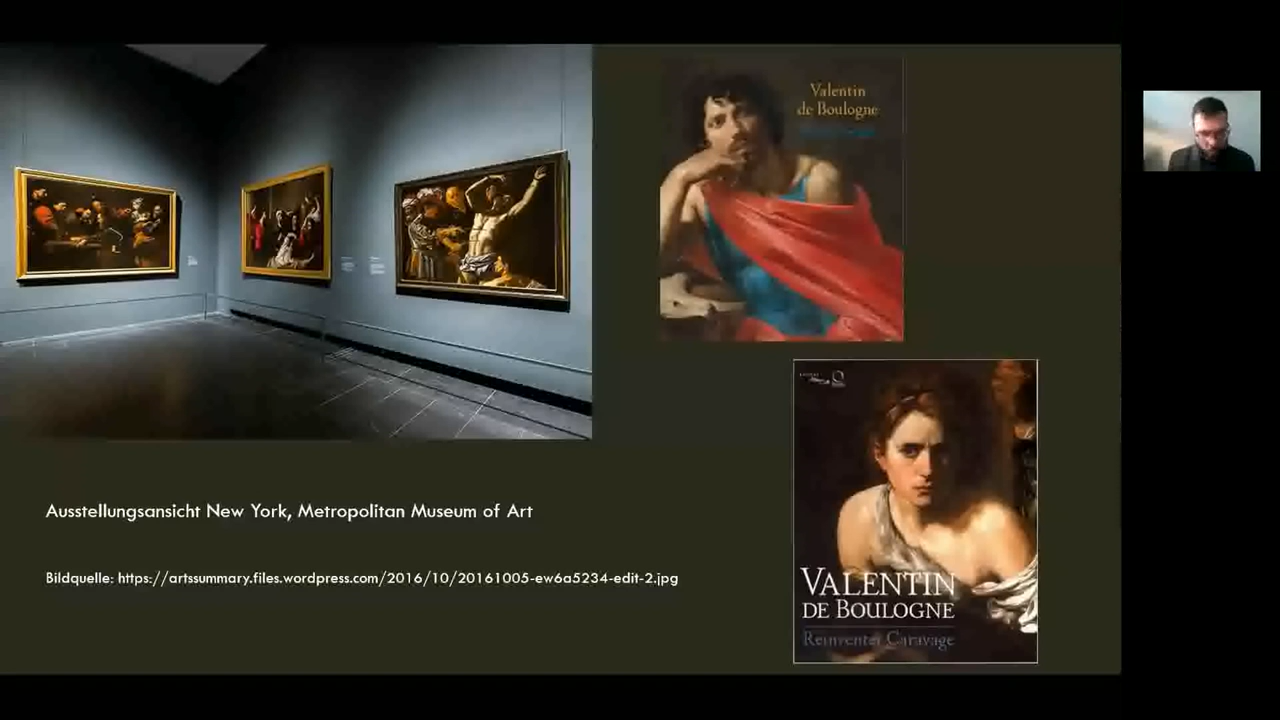 Valentin
de Boulogne
Ausstellungsansicht New York, Metropolitan Museum of Art
Bildquelle: https://artssummary.files.wordpress.com/2016/10/20161005-ew6a5234-edit-2.jpg
VALENTIN
DE BOULOGNE
Réinventer Caravage